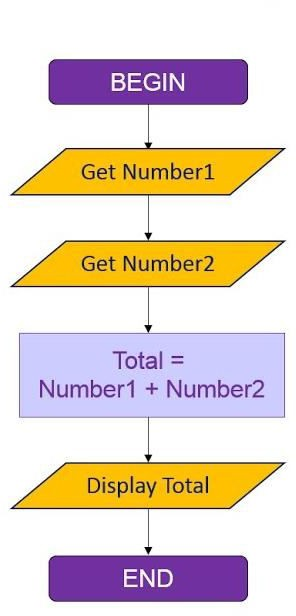 BEGIN
Get Number1
Get Number2
Total =
Number1 + Number2
Display Total
END